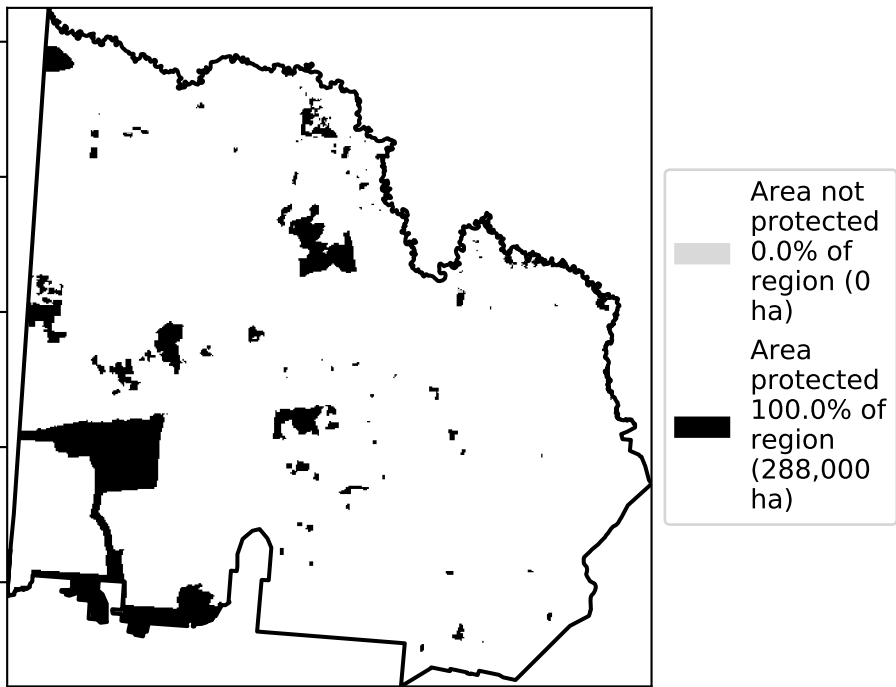 Area not
protected
0.0% of
region (0
ha)
Area
protected
100.0% of
region
(288,000
ha)